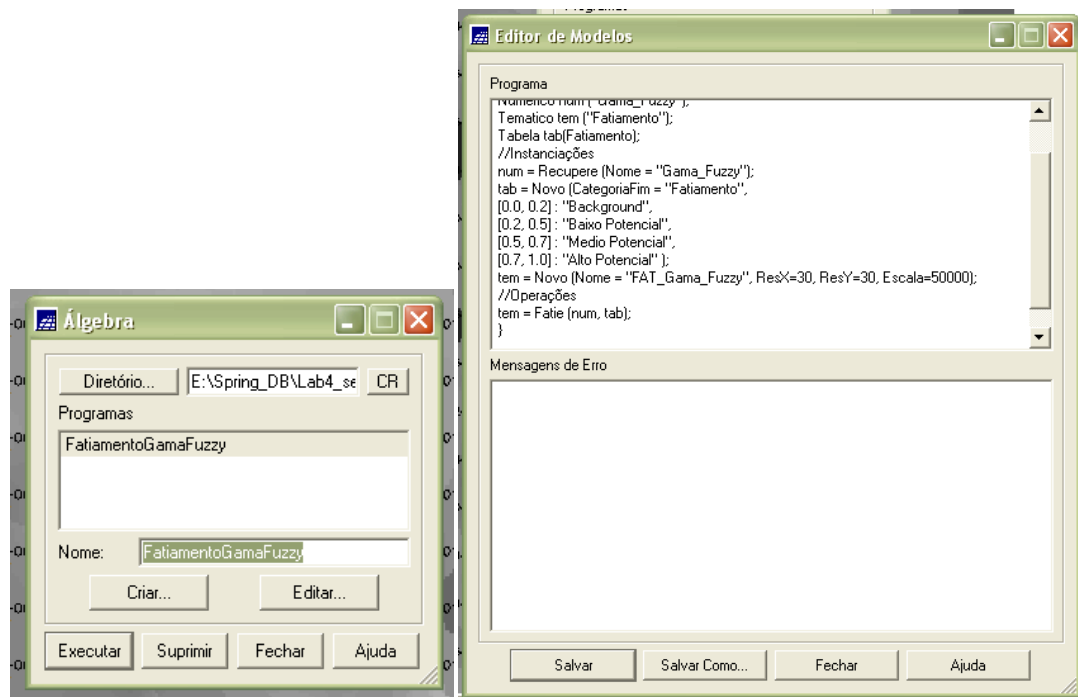 Álgebra
Diretório... E:\Spring_DB\Lab4_se CR
Programas
FatiamentoGamaFuzzy
Nome: FatiamentoGamaFuzzy
Criar... Editar...
Executar Suprimir Fechar Ajuda
Editor de Modelos
Programa
Numerico num ("Gama_Fuzzy");
Tematico tem ("Fatiamento");
Tabela tab(Fatiamento);
//Instanciações
num = Recupere (Nome = "Gama_Fuzzy");
tab = Novo (CategoriaFim = "Fatiamento",
[0.0, 0.2] : "Background",
[0.2, 0.5] : "Baixo Potencial",
[0.5, 0.7] : "Medio Potencial",
[0.7, 1.0] : "Alto Potencial" );
tem = Novo (Nome = "FAT_Gama_Fuzzy", ResX=30, ResY=30, Escala=50000);
//Operações
tem = Fatie (num, tab);
}
Mensagens de Erro
Salvar Salvar Como... Fechar Ajuda